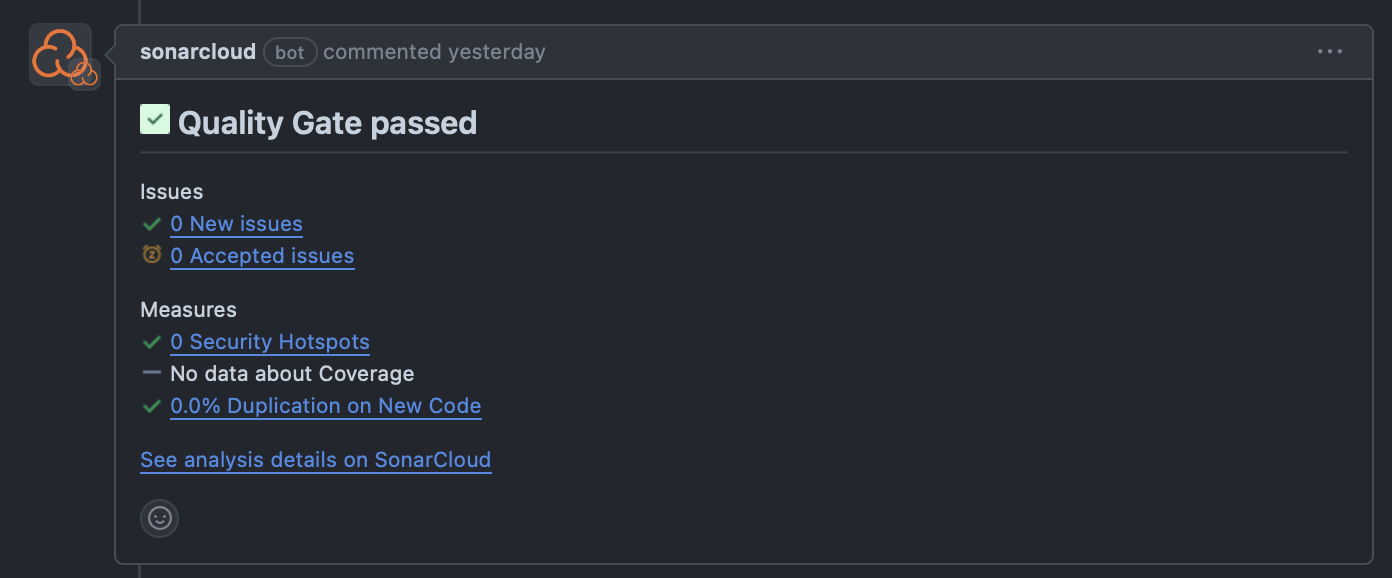 sonarcloud bot commented yesterday
Quality Gate passed
Issues
0 New issues
0 Accepted issues
Measures
0 Security Hotspots
No data about Coverage
0.0% Duplication on New Code
See analysis details on SonarCloud